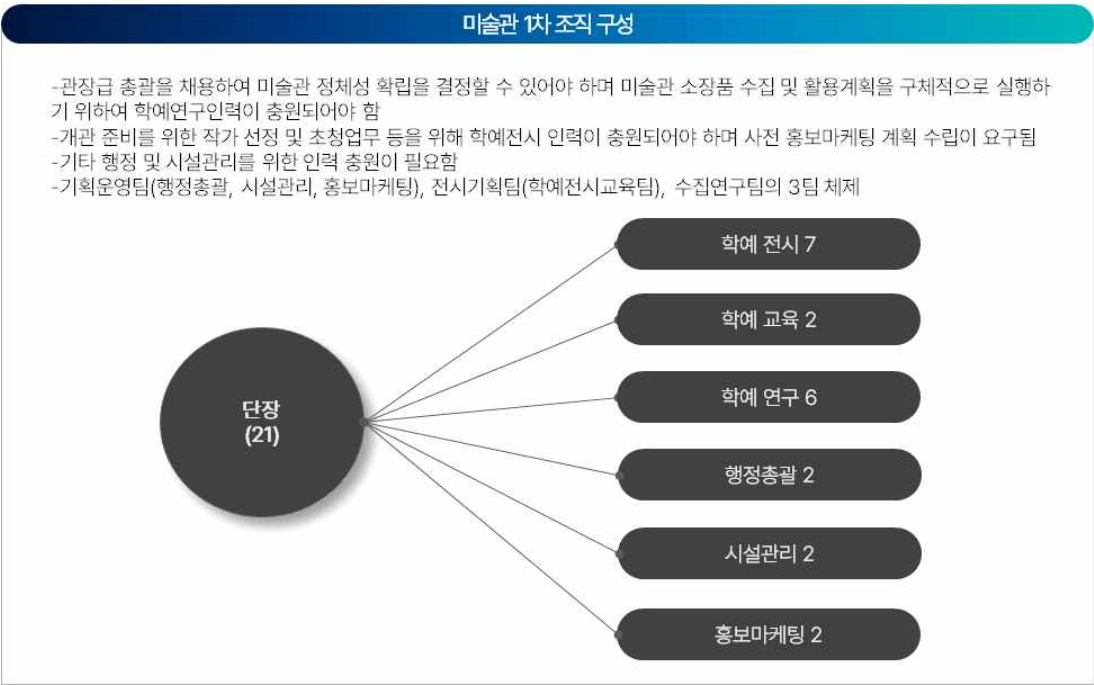 미술관 1차 조직 구성
-관장급 총괄을 채용하여 미술관 정체성 확립을 결정할 수 있어야 하며 미술관 소장품 수집 및 활용계획을 구체적으로 실행하
기 위하여 학예연구인력이 충원되어야 함
-개관 준비를 위한 작가 선정 및 초청업무 등을 위해 학예전시 인력이 충원되어야 하며 사전 홍보마케팅 계획 수립이 요구됨
-기타 행정 및 시설관리를 위한 인력 충원이 필요함
-기획운영팀(행정총괄, 시설관리, 홍보마케팅), 전시기획팀(학예전시교육팀), 수집연구팀의 3팀 체제
단장
(21)
학예 전시 7
학예 교육 2
학예 연구 6
행정총괄 2
시설관리 2
홍보마케팅 2